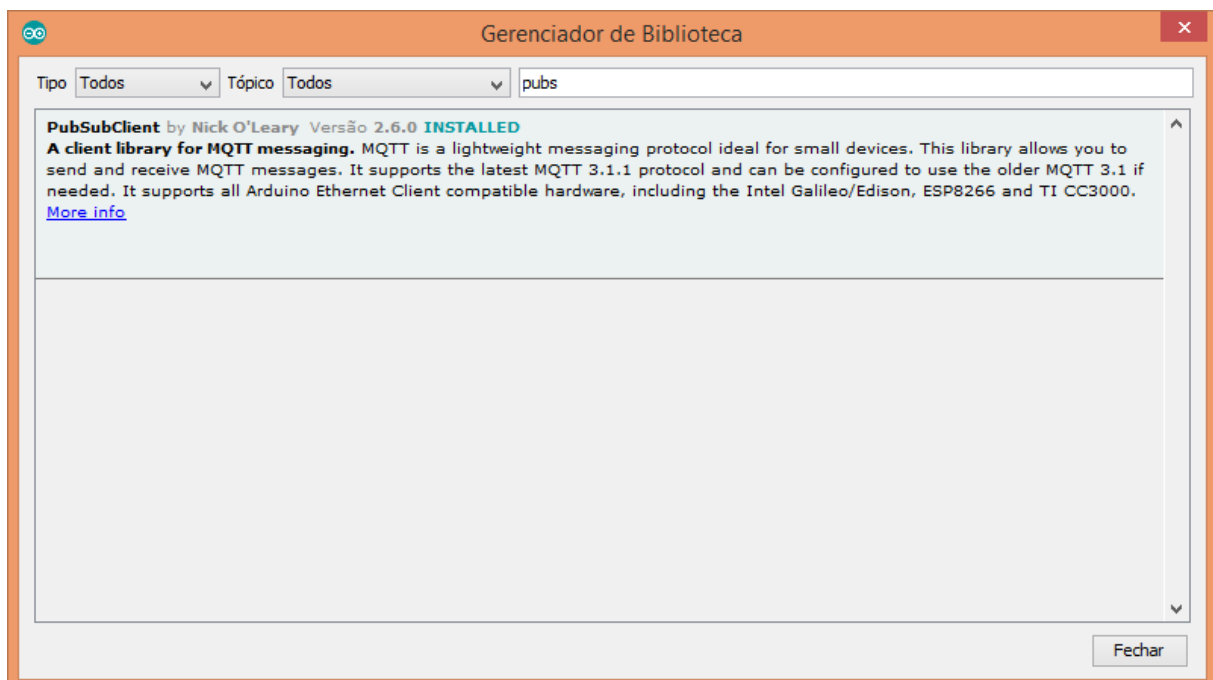 Gerenciador de Biblioteca
Tipo Todos Tópico Todos pubs
PubSubClient by Nick O'Leary Versão 2.6.0 INSTALLED
A client library for MQTT messaging. MQTT is a lightweight messaging protocol ideal for small devices. This library allows you to
send and receive MQTT messages. It supports the latest MQTT 3.1.1 protocol and can be configured to use the older MQTT 3.1 if
needed. It supports all Arduino Ethernet Client compatible hardware, including the Intel Galileo/Edison, ESP8266 and TI CC3000.
More info
Fechar